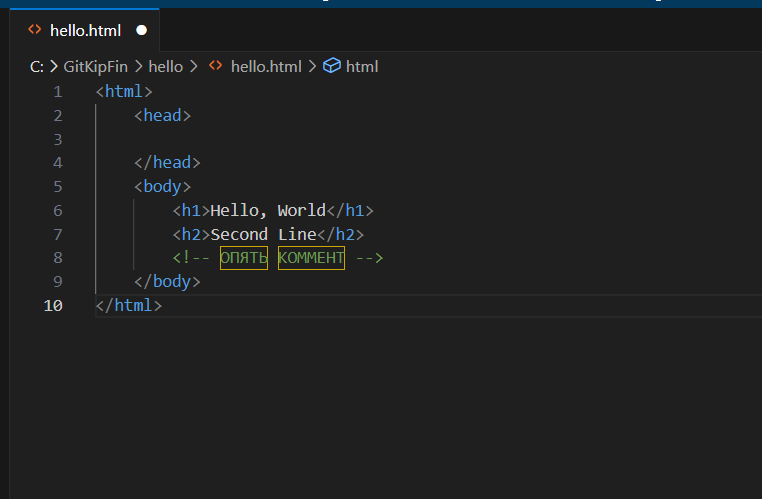 hello.html
C: > GitKipFin > hello > hello.html > html
1 <html>
2 <head>
3
4 </head>
5 <body>
6 <h1>Hello, World</h1>
7 <h2>Second Line</h2>
8 <!-- ОПЯТЬ КОММЕНТ -->
9 </body>
10 </html>